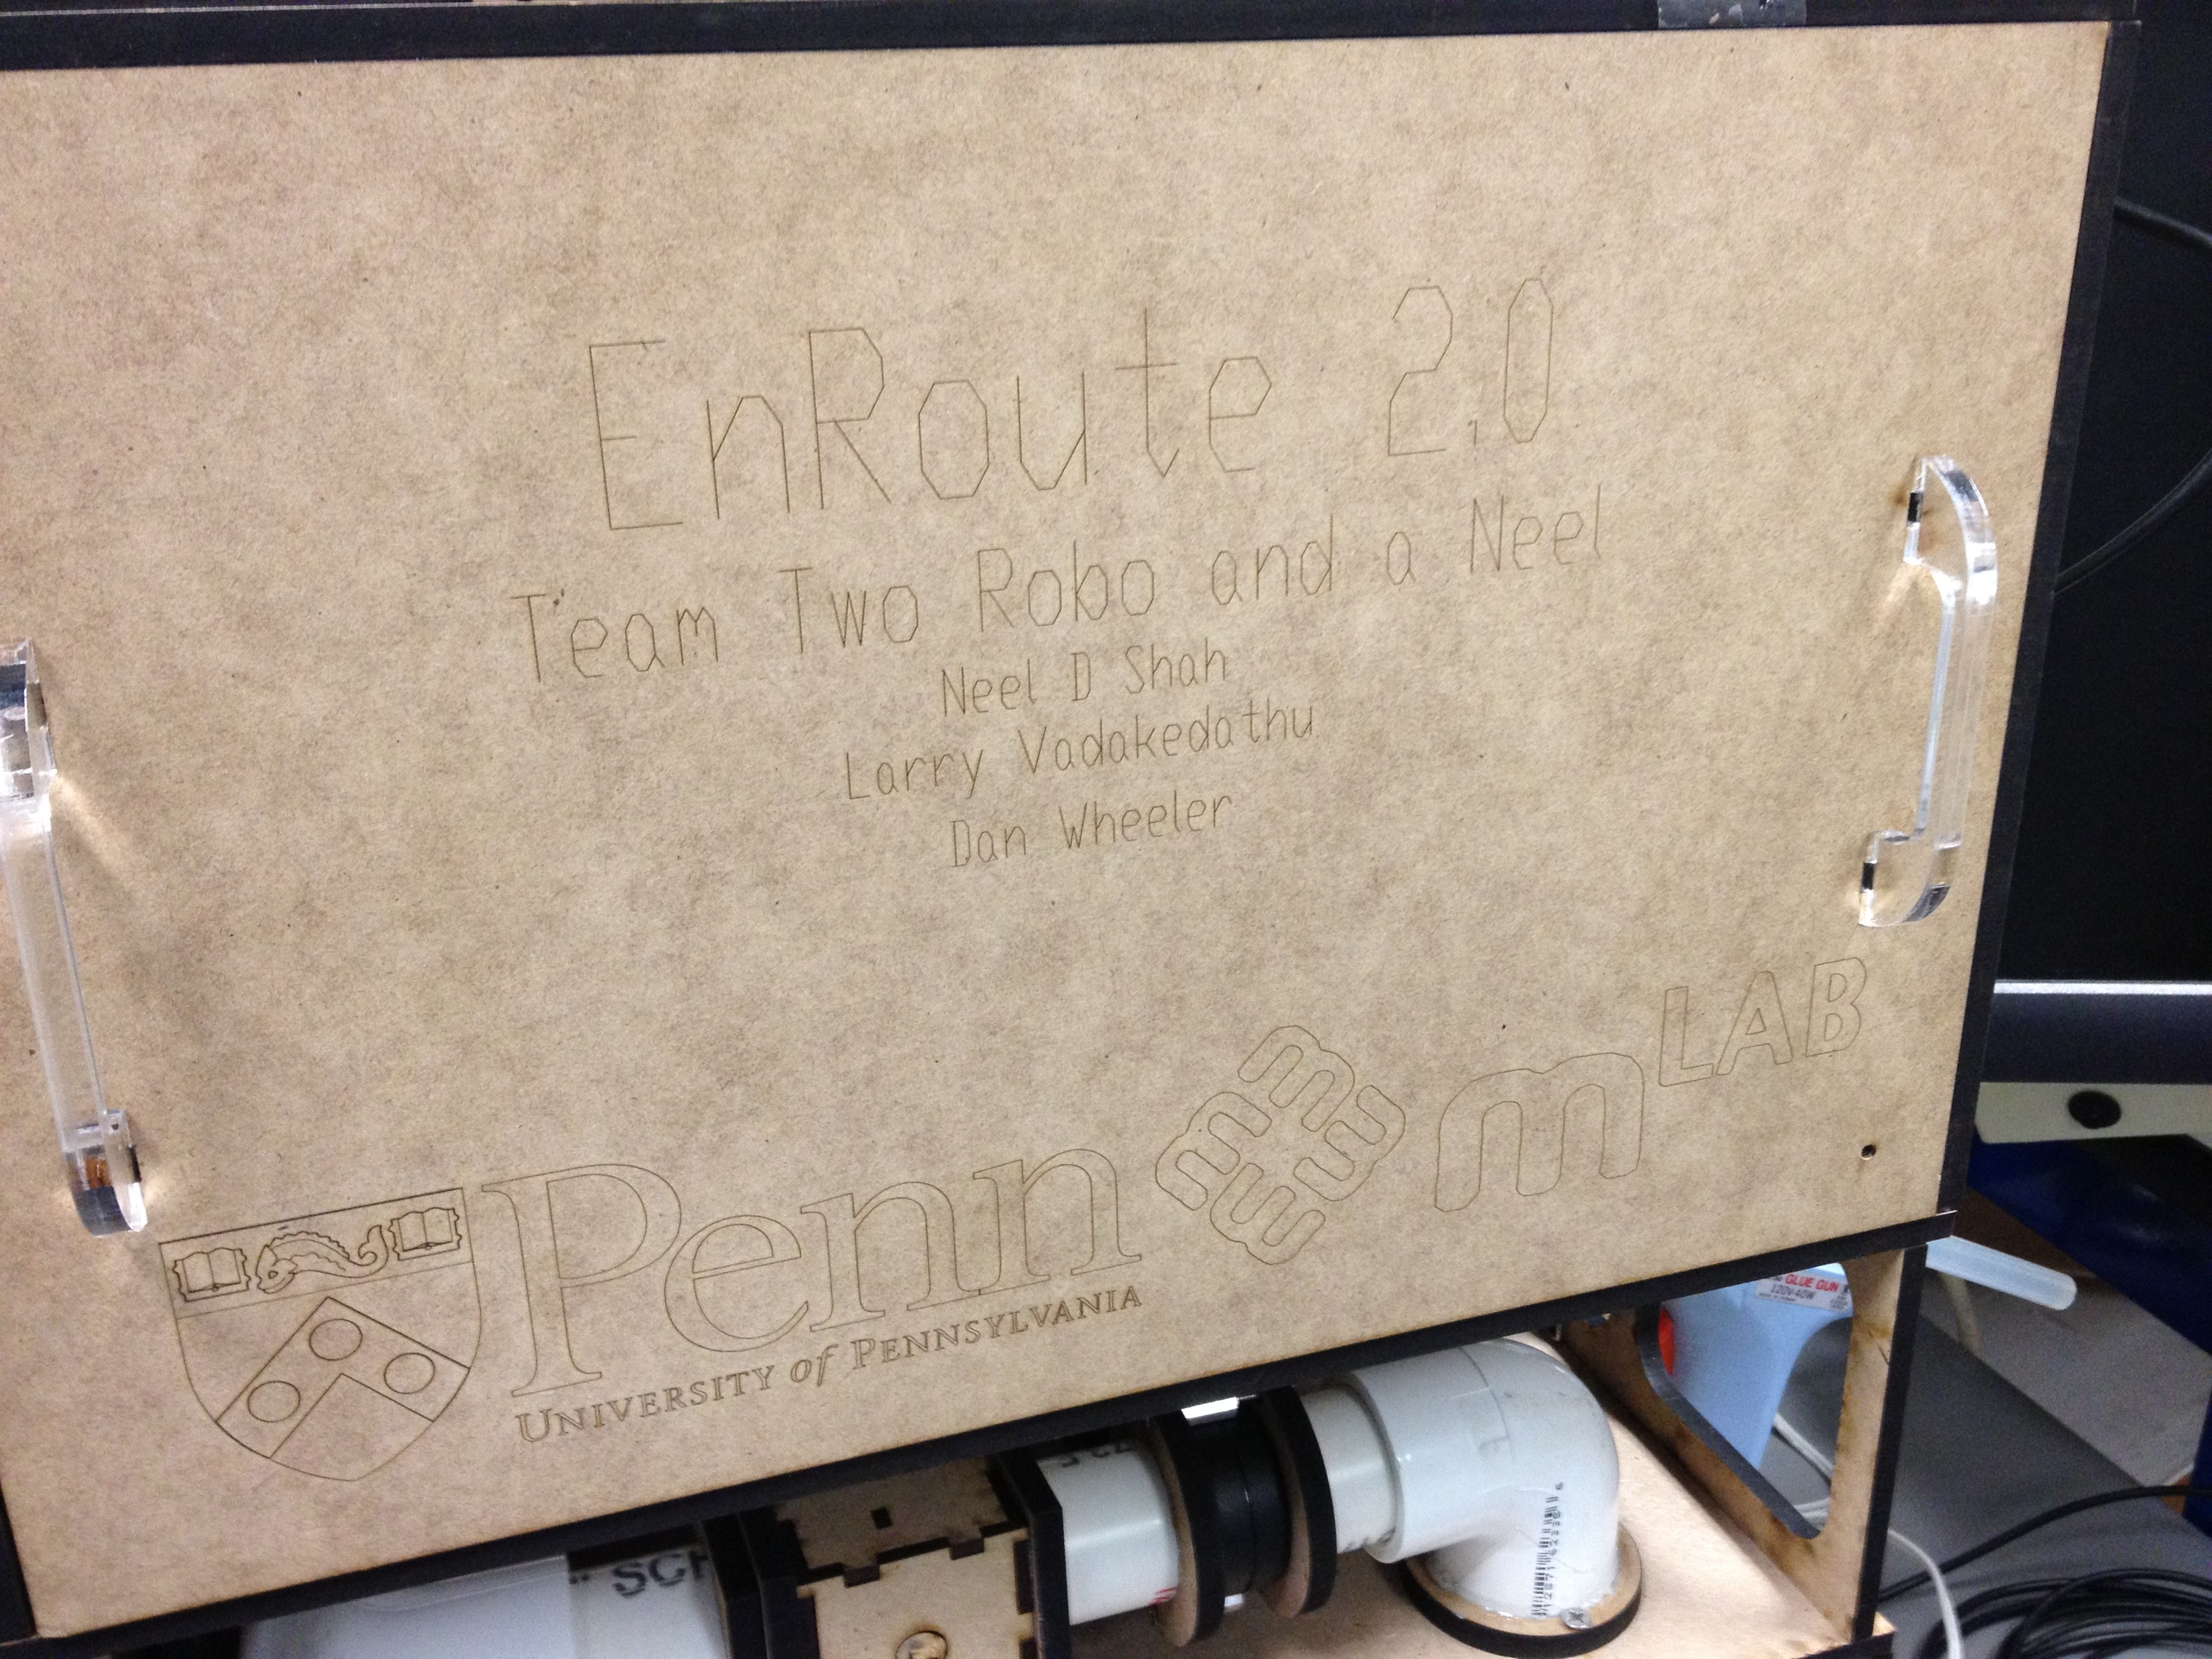 EnRoute 2.0
Team Two Robo and a Neel
Neel D Shah
Larry Vadakedathu
Dan Wheeler
m LAB
Penn
UNIVERSITY of PENNSYLVANIA
GLUE GUN
120V-40W
SCH